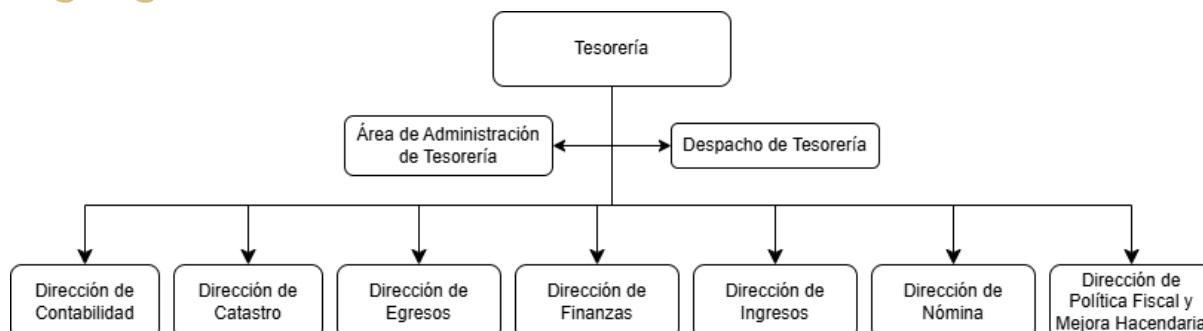 Tesorería
Área de Administración
de Tesorería
Despacho de Tesorería
Dirección de
Contabilidad
Dirección de
Catastro
Dirección de
Egresos
Dirección de
Finanzas
Dirección de
Ingresos
Dirección de
Nómina
Dirección de
Política Fiscal y
Mejora Hacendaria